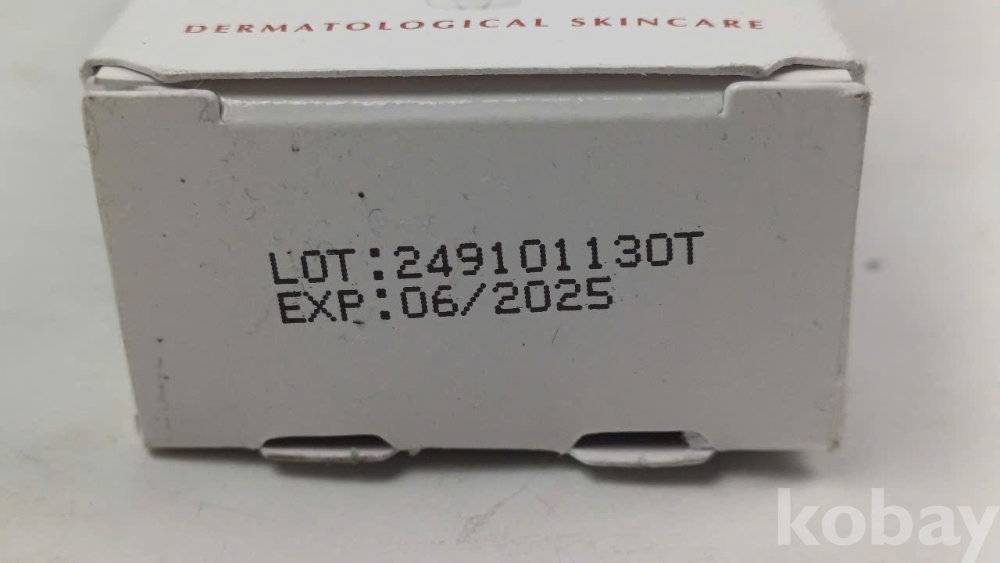 DERMATOLOGICAL SKINCARE
LOT:249101130T
EXP:06/2025
kobay